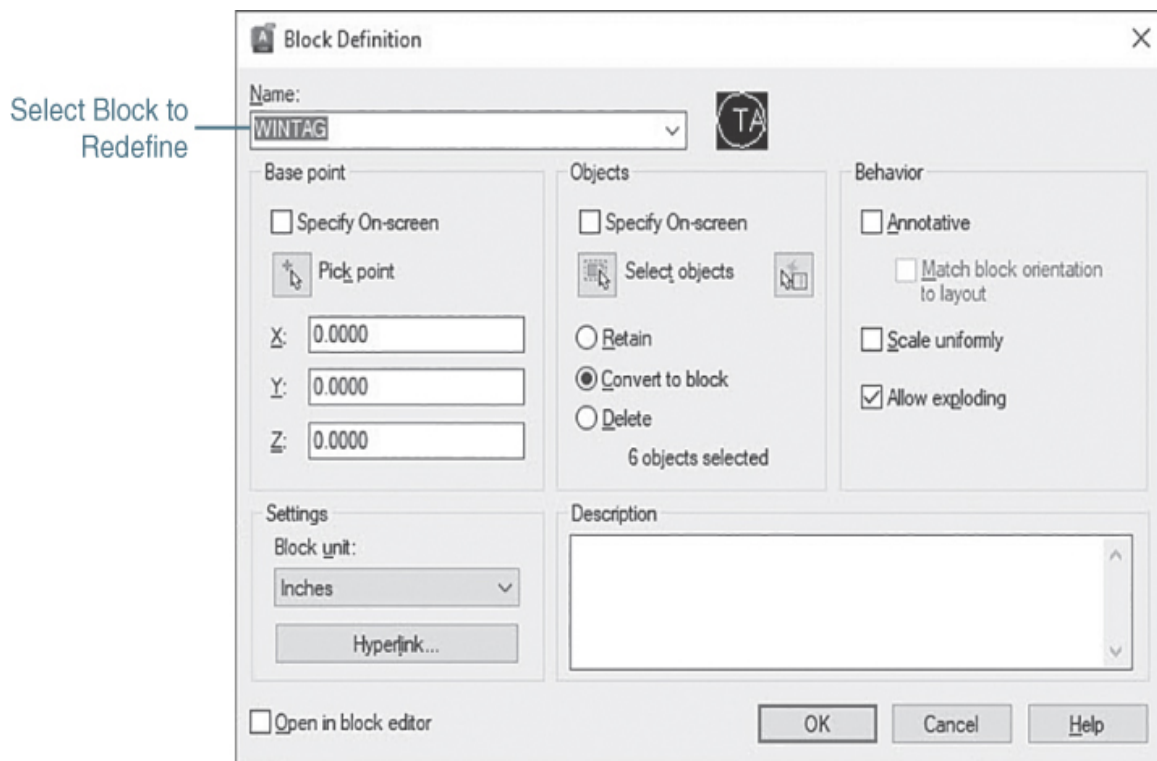 Block Definition
Select Block to
Redefine
Name:
WINTAG
TA
Base point
Specify On-screen
Pick point
X: 0.0000
Y: 0.0000
Z: 0.0000
Objects
Specify On-screen
Select objects
Retain
Convert to block
Delete
6 objects selected
Behavior
Annotative
Match block orientation
to layout
Scale uniformly
Allow exploding
Settings
Block unit:
Inches
Hyperlink...
Description
Open in block editor
OK
Cancel
Help